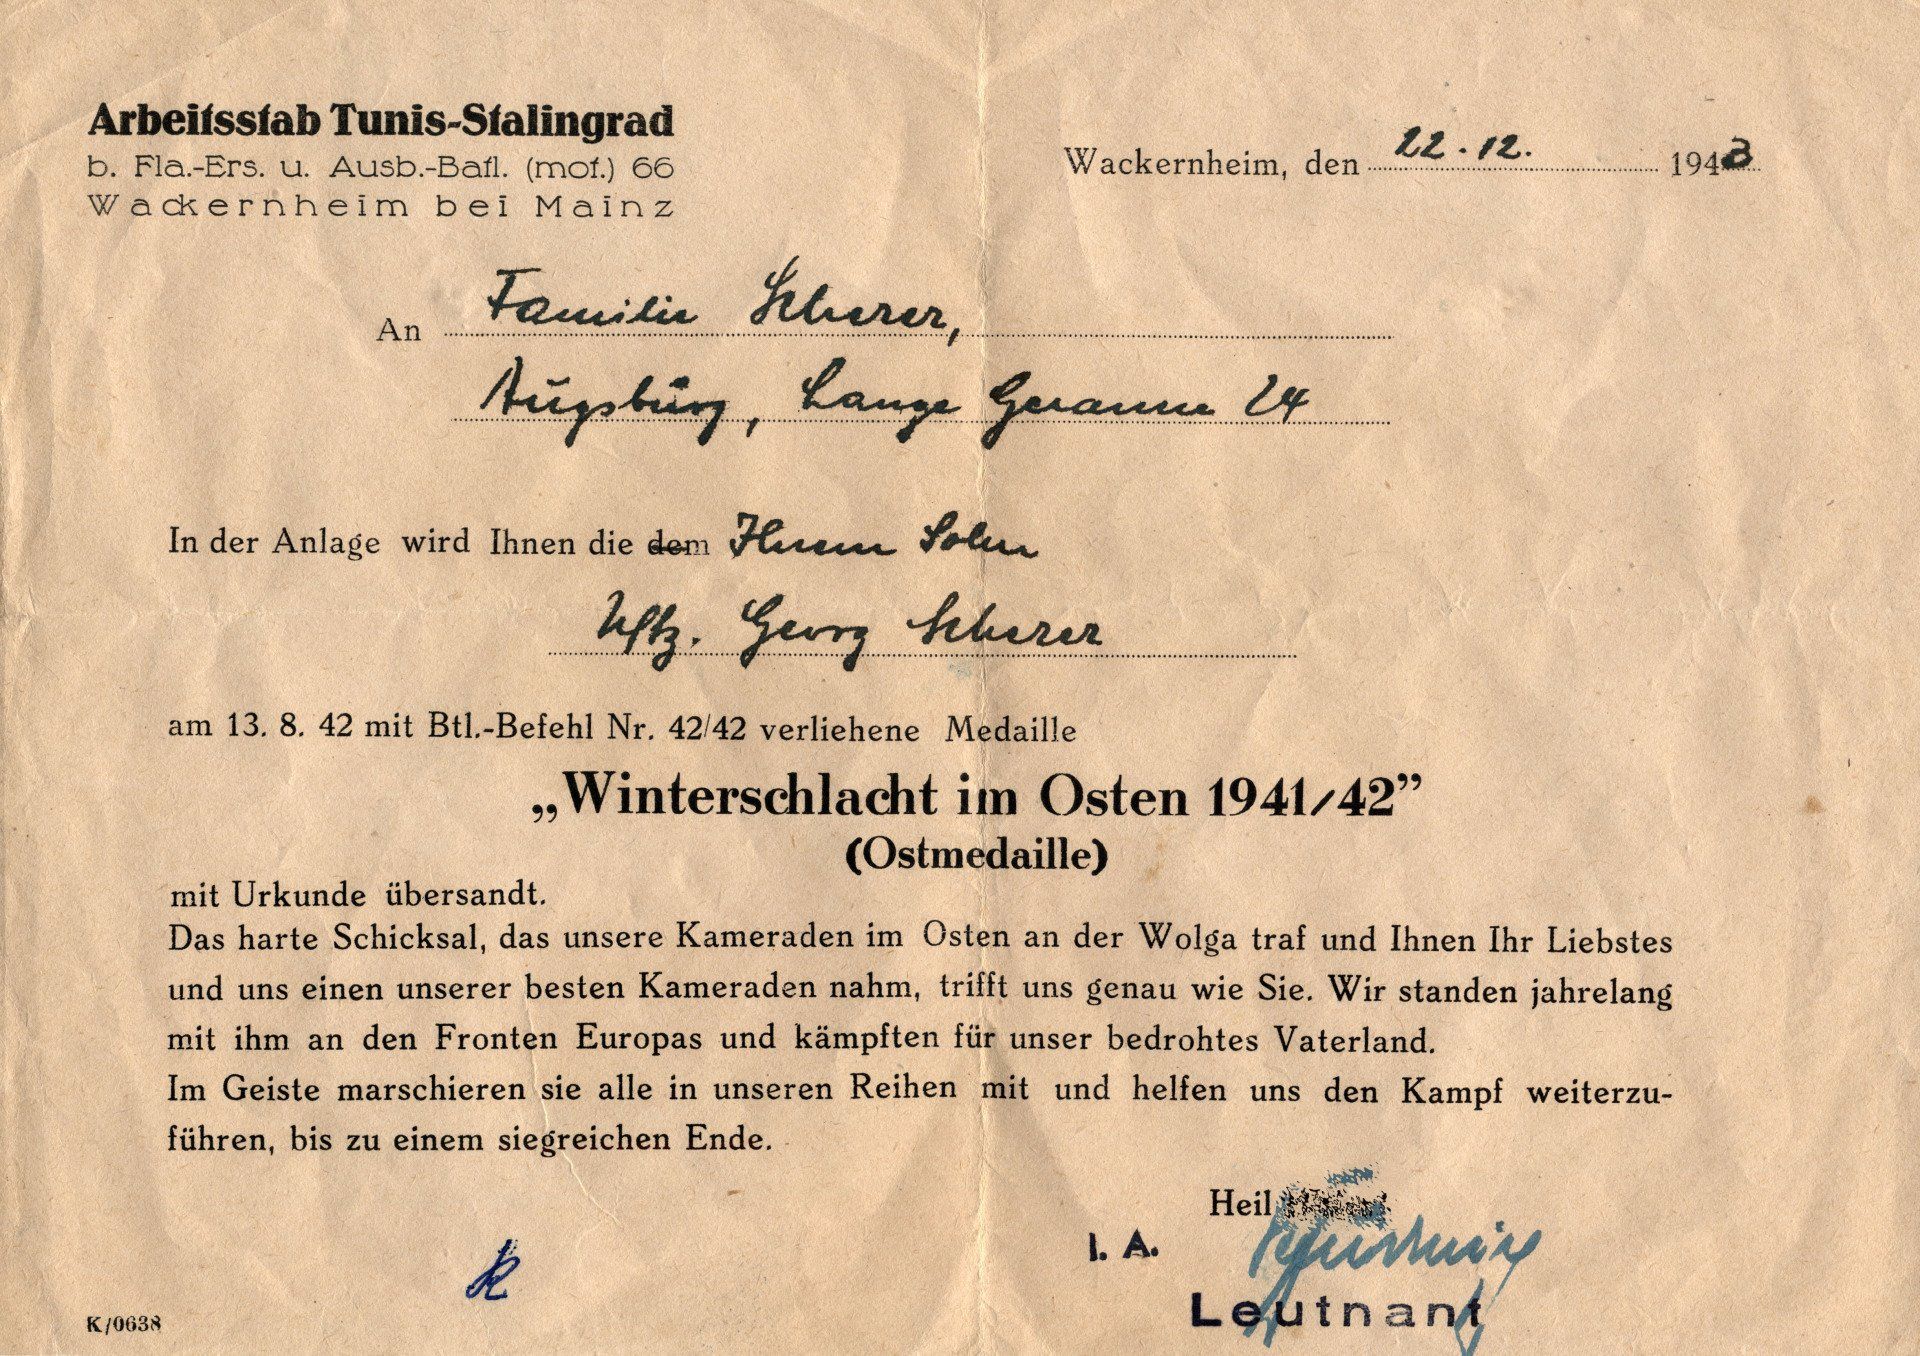 Arbeitsstab Tunis-Stalingrad
b. Fla.-Ers. u. Ausb.-Batl. (mot.) 66
Wackernheim bei Mainz
Wackernheim, den 22.12. 1943
An Familie Scherer,
Augsburg, Lange Gasse 24
In der Anlage wird Ihnen die dem Ihrem Sohn
Uffz. Georg Scherer
am 13. 8. 42 mit Btl.-Befehl Nr. 42/42 verliehene Medaille
„Winterschlacht im Osten 1941/42”
(Ostmedaille)
mit Urkunde übersandt.
Das harte Schicksal, das unsere Kameraden im Osten an der Wolga traf und Ihnen Ihr Liebstes
und uns einen unserer besten Kameraden nahm, trifft uns genau wie Sie. Wir standen jahrelang
mit ihm an den Fronten Europas und kämpften für unser bedrohtes Vaterland.
Im Geiste marschieren sie alle in unseren Reihen mit und helfen uns den Kampf weiterzu-
führen, bis zu einem siegreichen Ende.
Heil
I. A.
Leutnant
K/0638